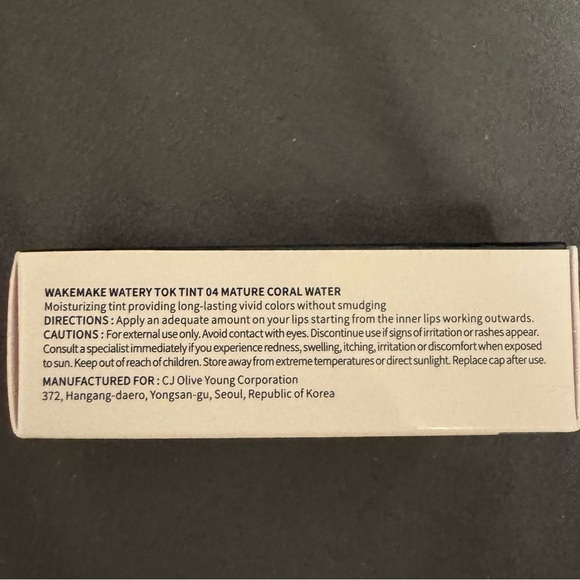 WAKEMAKE WATERY TOK TINT 04 MATURE CORAL WATER
Moisturizing tint providing long-lasting vivid colors without smudging
DIRECTIONS : Apply an adequate amount on your lips starting from the inner lips working outwards.
CAUTIONS : For external use only. Avoid contact with eyes. Discontinue use if signs of irritation or rashes appear.
Consult a specialist immediately if you experience redness, swelling, itching, irritation or discomfort when exposed
to sun. Keep out of reach of children. Store away from extreme temperatures or direct sunlight. Replace cap after use.
MANUFACTURED FOR : CJ Olive Young Corporation
372, Hangang-daero, Yongsan-gu, Seoul, Republic of Korea